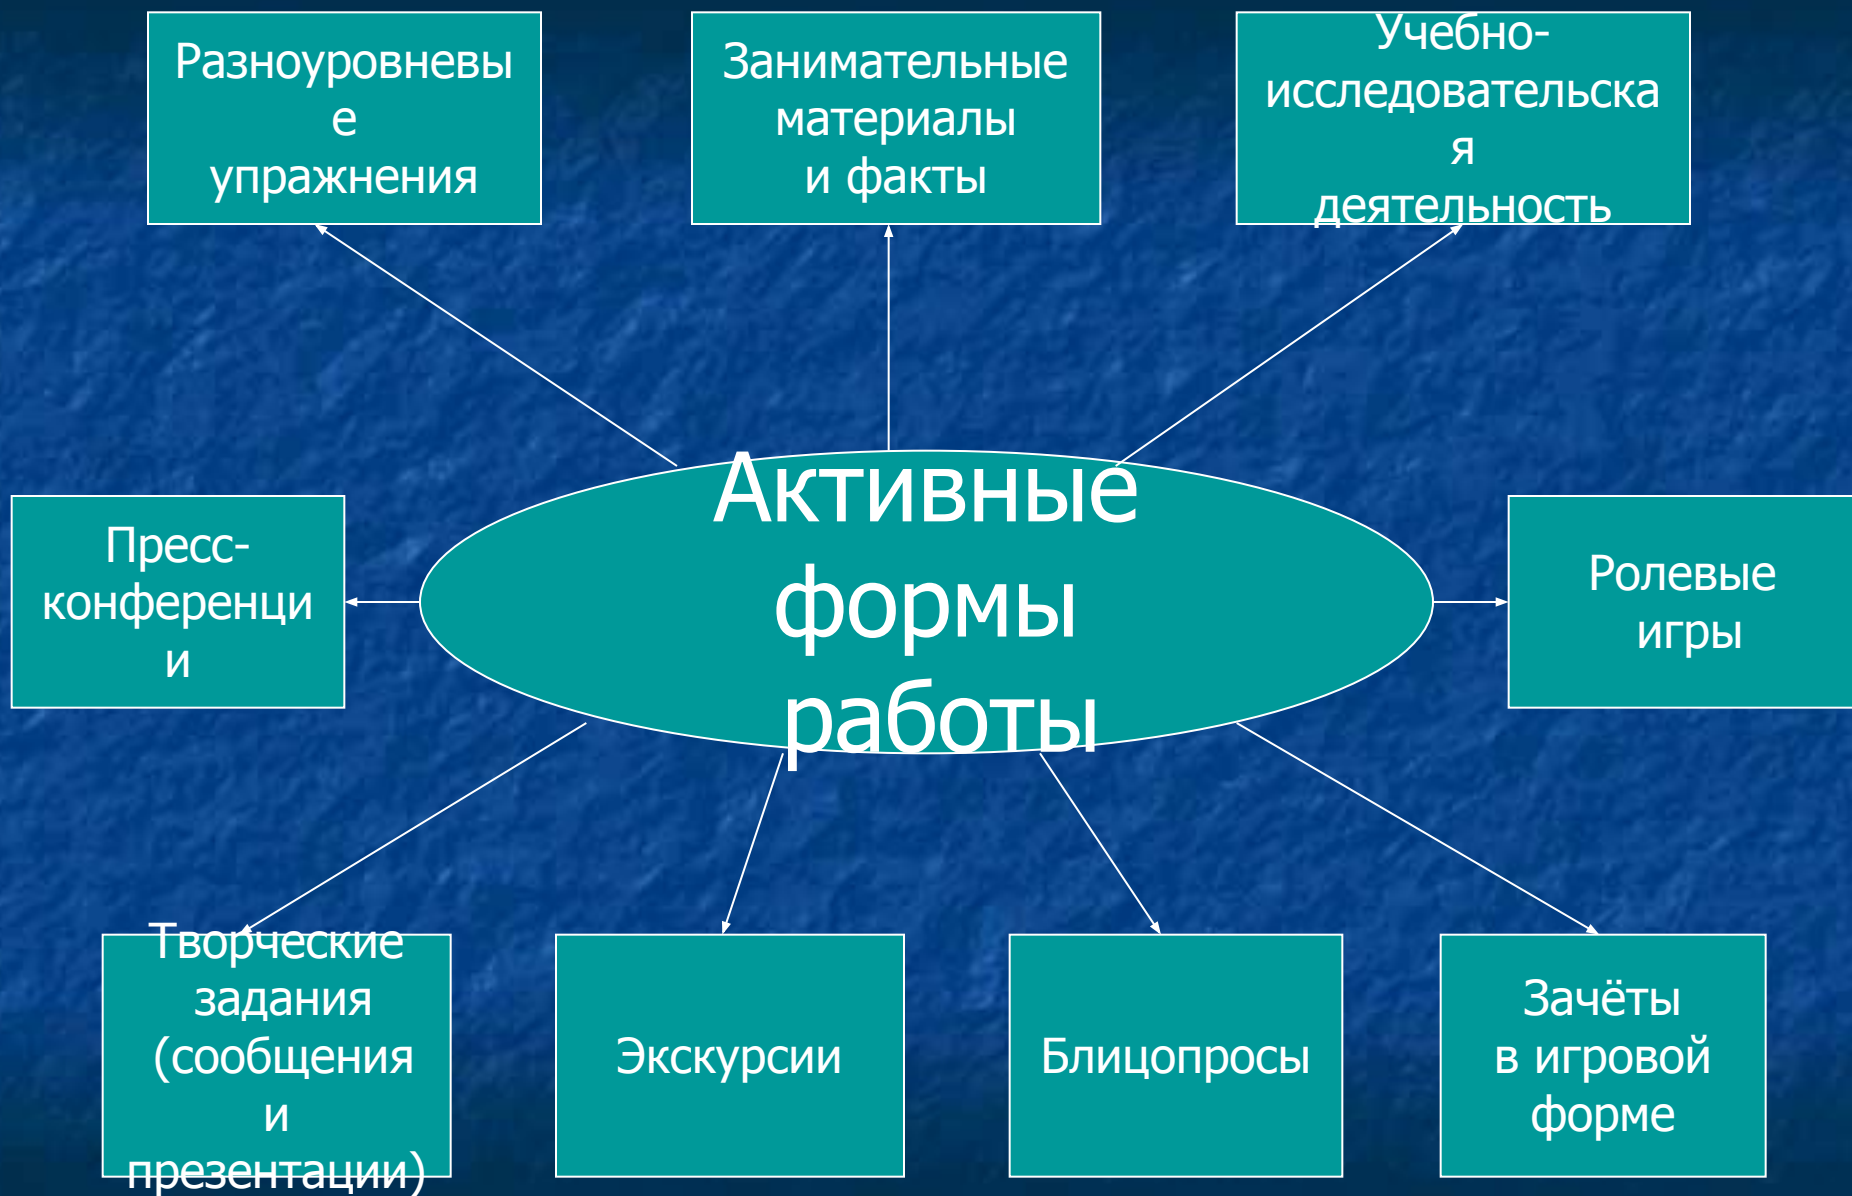 Разноуровневы
е
упражнения
Занимательные
материалы
и факты
Учебно-
исследовательска
я
деятельность
Пресс-
конференци
и
Активные
формы
работы
Ролевые
игры
Творческие
задания
(сообщения
и
презентации)
Экскурсии
Блицопросы
Зачёты
в игровой
форме